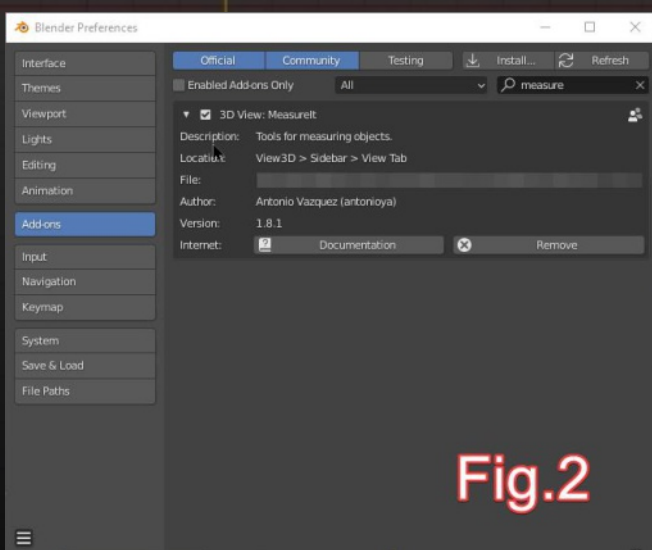 Blender Preferences
Interface
Themes
Viewport
Lights
Editing
Animation
Add-ons
Input
Navigation
Keymap
System
Save & Load
File Paths
Official Community Testing Install... Refresh
Enabled Add-ons Only All measure
3D View: MeasureIt
Description: Tools for measuring objects.
Location: View3D > Sidebar > View Tab
File:
Author: Antonio Vazquez (antonioya)
Version: 1.8.1
Internet: Documentation Remove
Fig.2